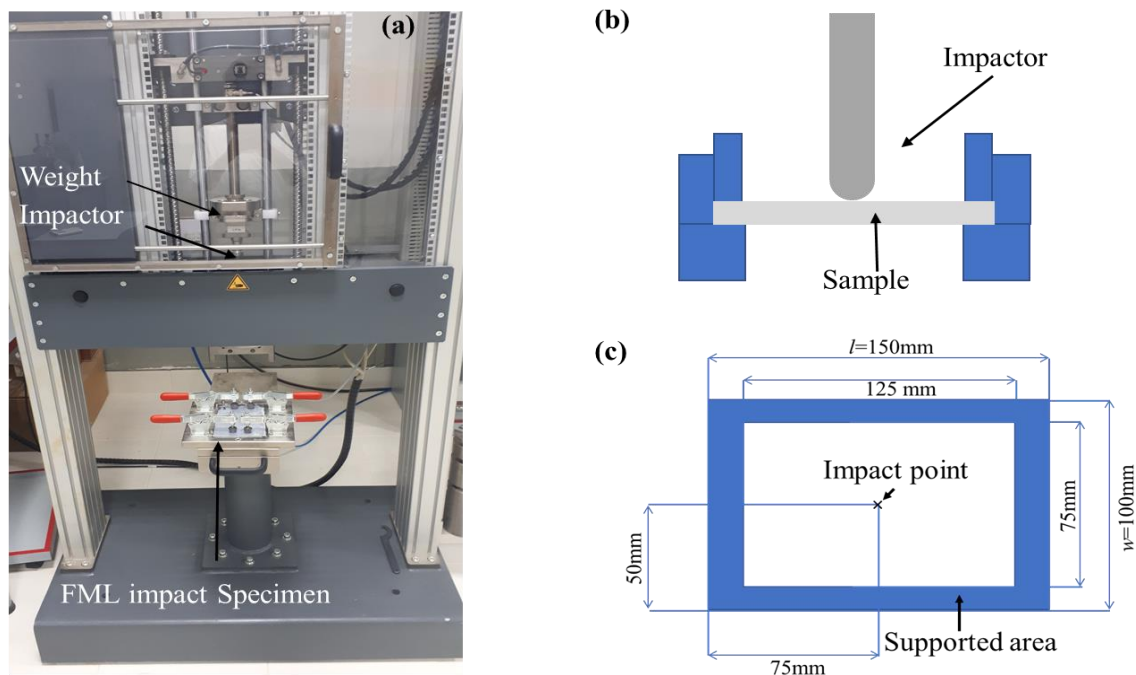 (a)
Weight
Impactor
FML impact Specimen
(b)
Impactor
Sample
(c)
l=150mm
125 mm
Impact point
50mm
75mm
w=100mm
Supported area
75mm